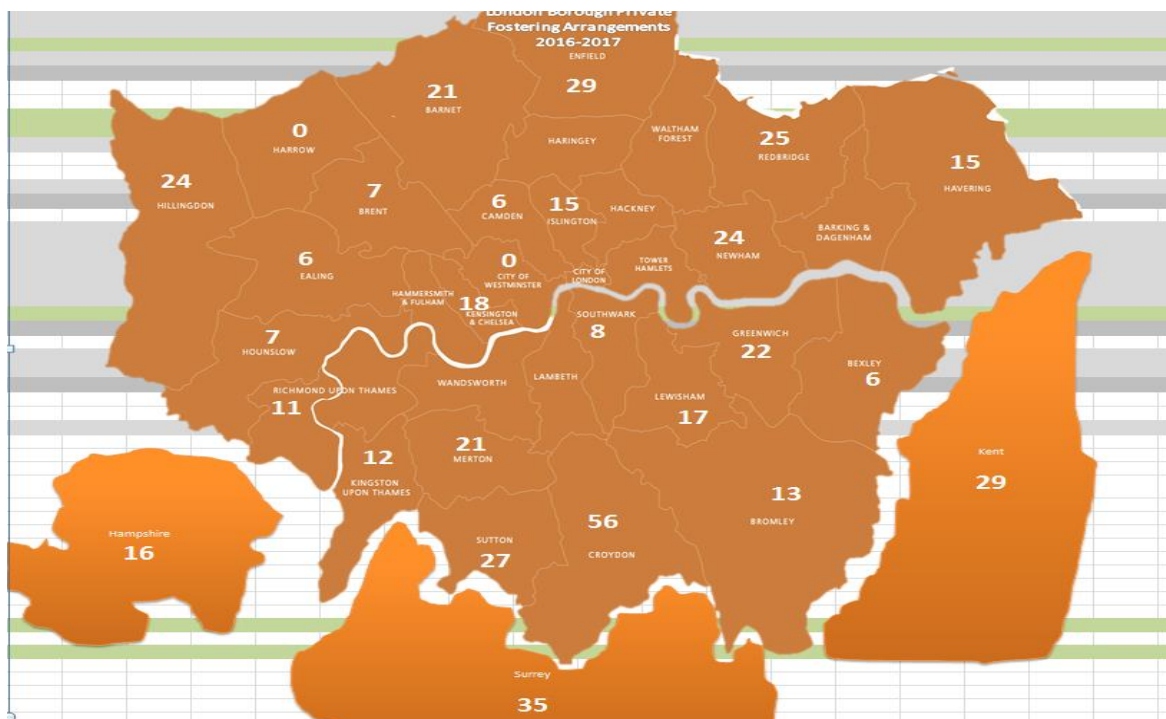 London Borough Private
Fostering Arrangements
2016-2017
ENFIELD
29
21
BARNET
0
HARROW
HARINGEY
WALTHAM
FOREST
25
REDBRIDGE
15
HAVERING
24
HILLINGDON
7
BRENT
6
CAMDEN
15
ISLINGTON
HACKNEY
24
NEWHAM
BARKING &
DAGENHAM
6
EALING
0
CITY OF
WESTMINSTER
CITY OF
LONDON
TOWER
HAMLETS
HAMMERSMITH
& FULHAM
18
KENSINGTON
& CHELSEA
SOUTHWARK
8
GREENWICH
22
7
HOUNSLOW
BEXLEY
6
RICHMOND UPON THAMES
11
WANDSWORTH
LAMBETH
LEWISHAM
17
21
MERTON
12
KINGSTON
UPON THAMES
Kent
29
13
BROMLEY
56
CROYDON
SUTTON
27
Hampshire
16
Surrey
35